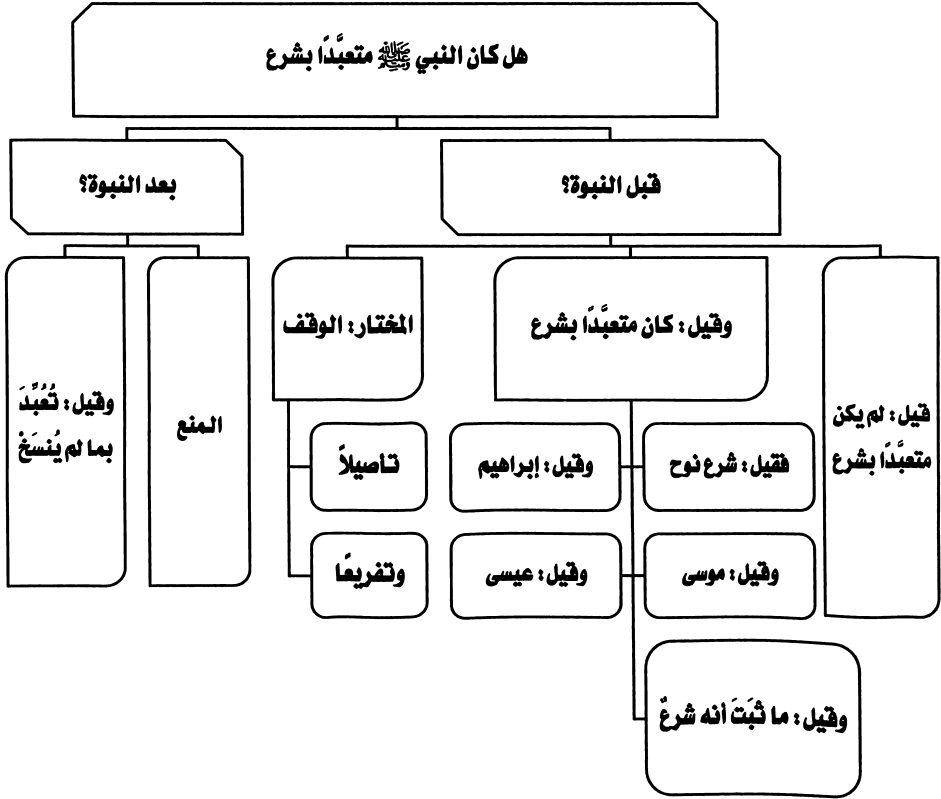 هل كان النبي ﷺ متعبَّدًا بشرع
قبل النبوة؟
بعد النبوة؟
قيل: لم يكن
متعبَّدًا بشرع
وقيل: كان متعبَّدًا بشرع
فقيل: شرع نوح
وقيل: إبراهيم
وقيل: موسى
وقيل: عيسى
وقيل: ما ثبَتَ أنه شرعٌ
المختار: الوقف
تأصيلاً
وتفريعًا
المنع
وقيل: تُعُبِّدَ
بما لم يُنسَخْ